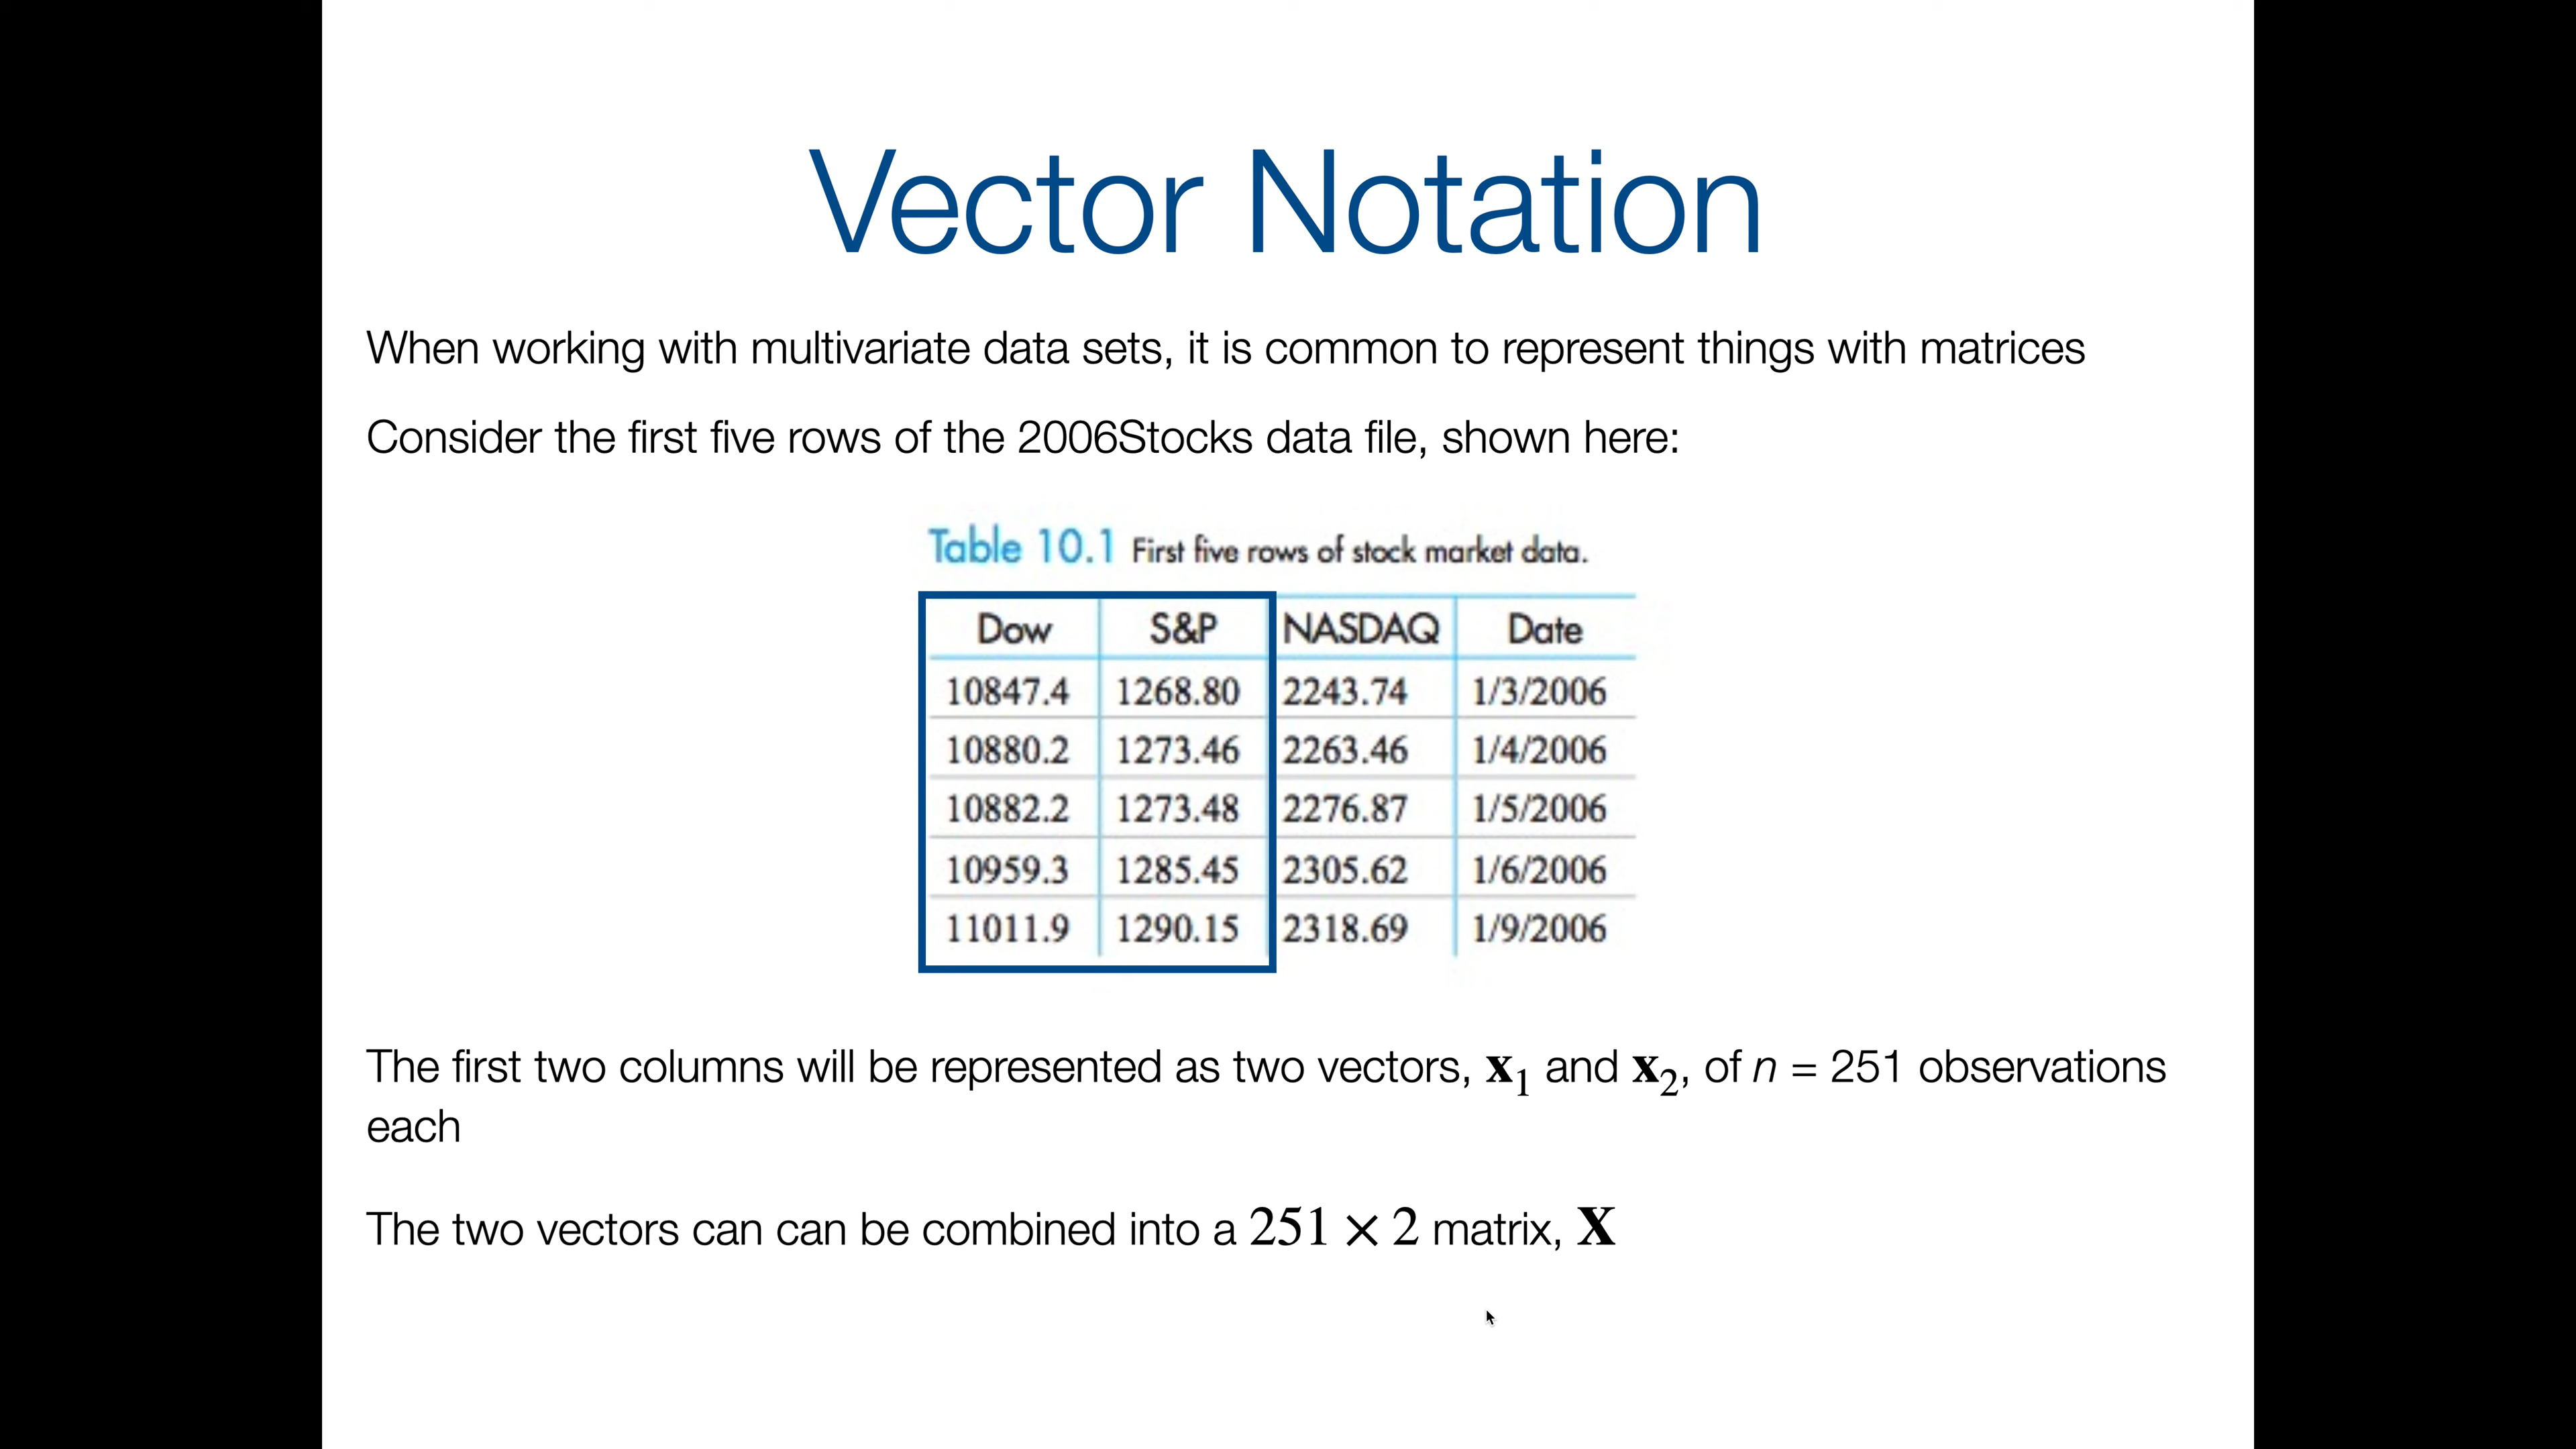 Vector Notation
When working with multivariate data sets, it is common to represent things with matrices
Consider the first five rows of the 2006Stocks data file, shown here:
Table 10.1 First five rows of stock market data.
Dow S&P NASDAQ Date
10847.4 1268.80 2243.74 1/3/2006
10880.2 1273.46 2263.46 1/4/2006
10882.2 1273.48 2276.87 1/5/2006
10959.3 1285.45 2305.62 1/6/2006
11011.9 1290.15 2318.69 1/9/2006
The first two columns will be represented as two vectors, x₁ and x₂, of n = 251 observations
each
The two vectors can can be combined into a 251 × 2 matrix, X